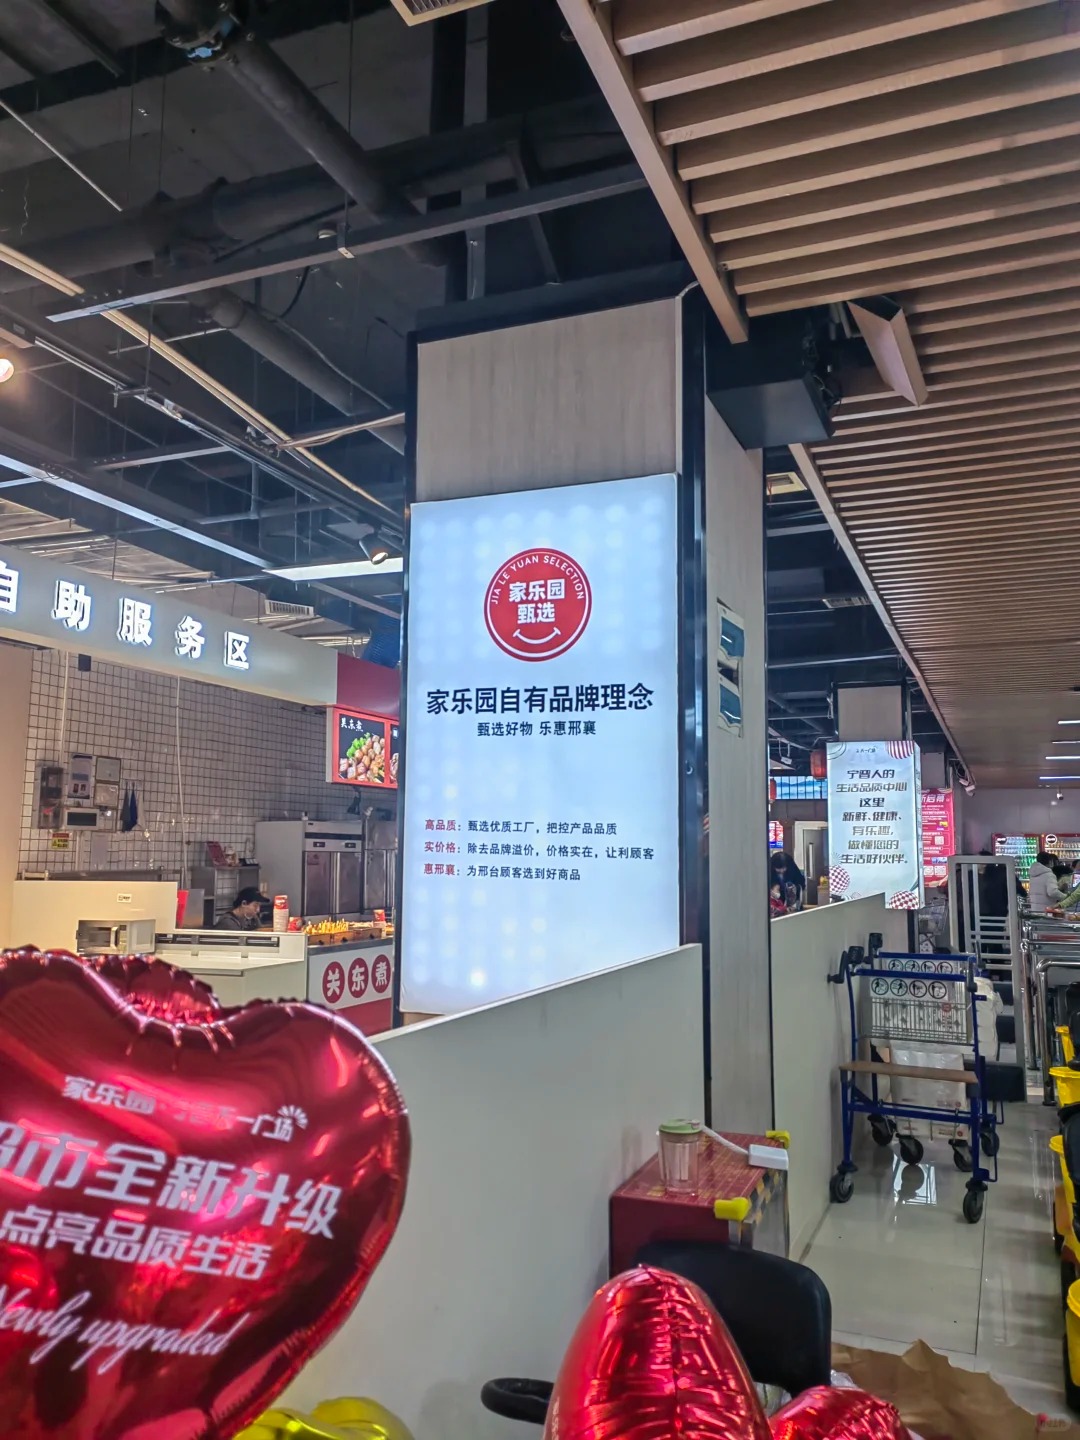 自助服务区
关东煮
JIA LE YUAN SELECTION
家乐园
甄选
家乐园自有品牌理念
甄选好物 乐惠邢襄
高品质：甄选优质工厂，把控产品品质
实价格：除去品牌溢价，价格实在，让利顾客
惠邢襄：为邢台顾客选到好商品
宁晋人的
生活品质中心
这里
新鲜、健康、
有乐趣，
做懂您的
生活好伙伴.
关东煮
家乐园
一广场
超市全新升级
点亮品质生活
Newly upgraded